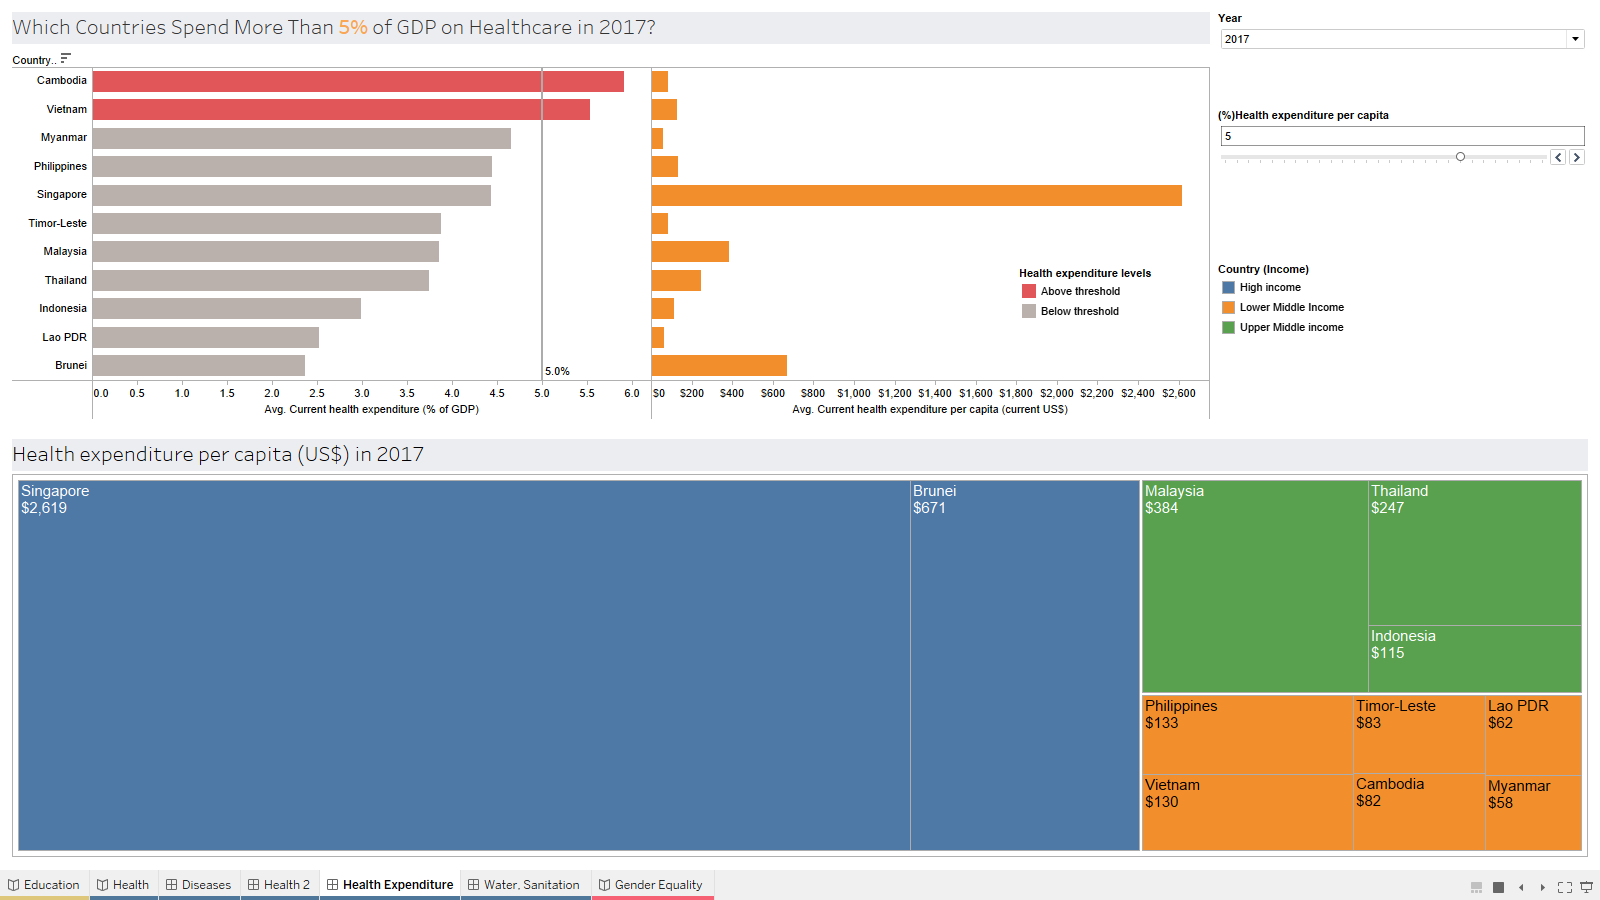 Which Countries Spend More Than 5% of GDP on Healthcare in 2017?
Country..
Cambodia
Vietnam
Myanmar
Philippines
Singapore
Timor-Leste
Malaysia
Thailand
Indonesia
Lao PDR
Brunei
5.0%
0.0 0.5 1.0 1.5 2.0 2.5 3.0 3.5 4.0 4.5 5.0 5.5 6.0
Avg. Current health expenditure (% of GDP)
Health expenditure levels
Above threshold
Below threshold
$0 $200 $400 $600 $800 $1,000 $1,200 $1,400 $1,600 $1,800 $2,000 $2,200 $2,400 $2,600
Avg. Current health expenditure per capita (current US$)
Year
2017
(%)Health expenditure per capita
5
Country (Income)
High income
Lower Middle Income
Upper Middle income
Health expenditure per capita (US$) in 2017
Singapore
$2,619
Brunei
$671
Malaysia
$384
Thailand
$247
Indonesia
$115
Philippines
$133
Timor-Leste
$83
Lao PDR
$62
Vietnam
$130
Cambodia
$82
Myanmar
$58
Education Health Diseases Health 2 Health Expenditure Water, Sanitation Gender Equality